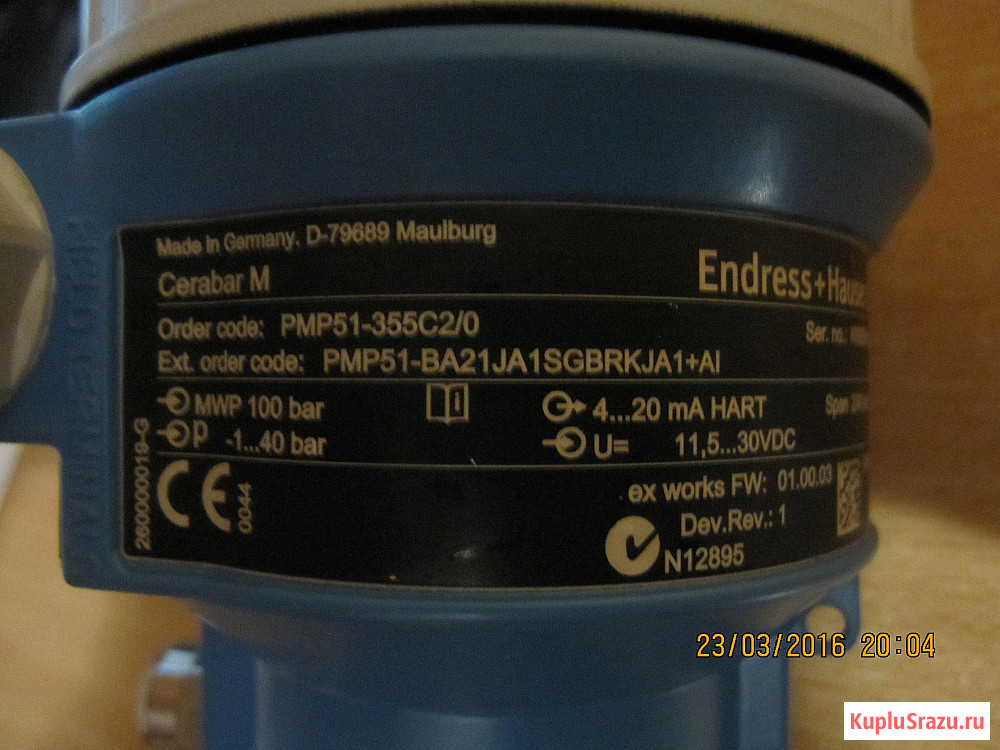 Made in Germany, D-79689 Maulburg
Cerabar M
Endress+Hause
Order code: PMP51-355C2/0
Ser. no.:
Ext. order code: PMP51-BA21JA1SGBRKJA1+AI
MWP 100 bar
p -1...40 bar
4...20 mA HART
Span
U= 11,5...30VDC
CE
0044
260000019-G
ex works FW: 01.00.03
Dev.Rev.: 1
N12895
23/03/2016 20:04
KupluSrazu.ru